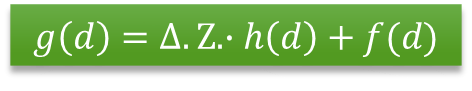 g(d) = Δ. Z.· h(d) + f(d)